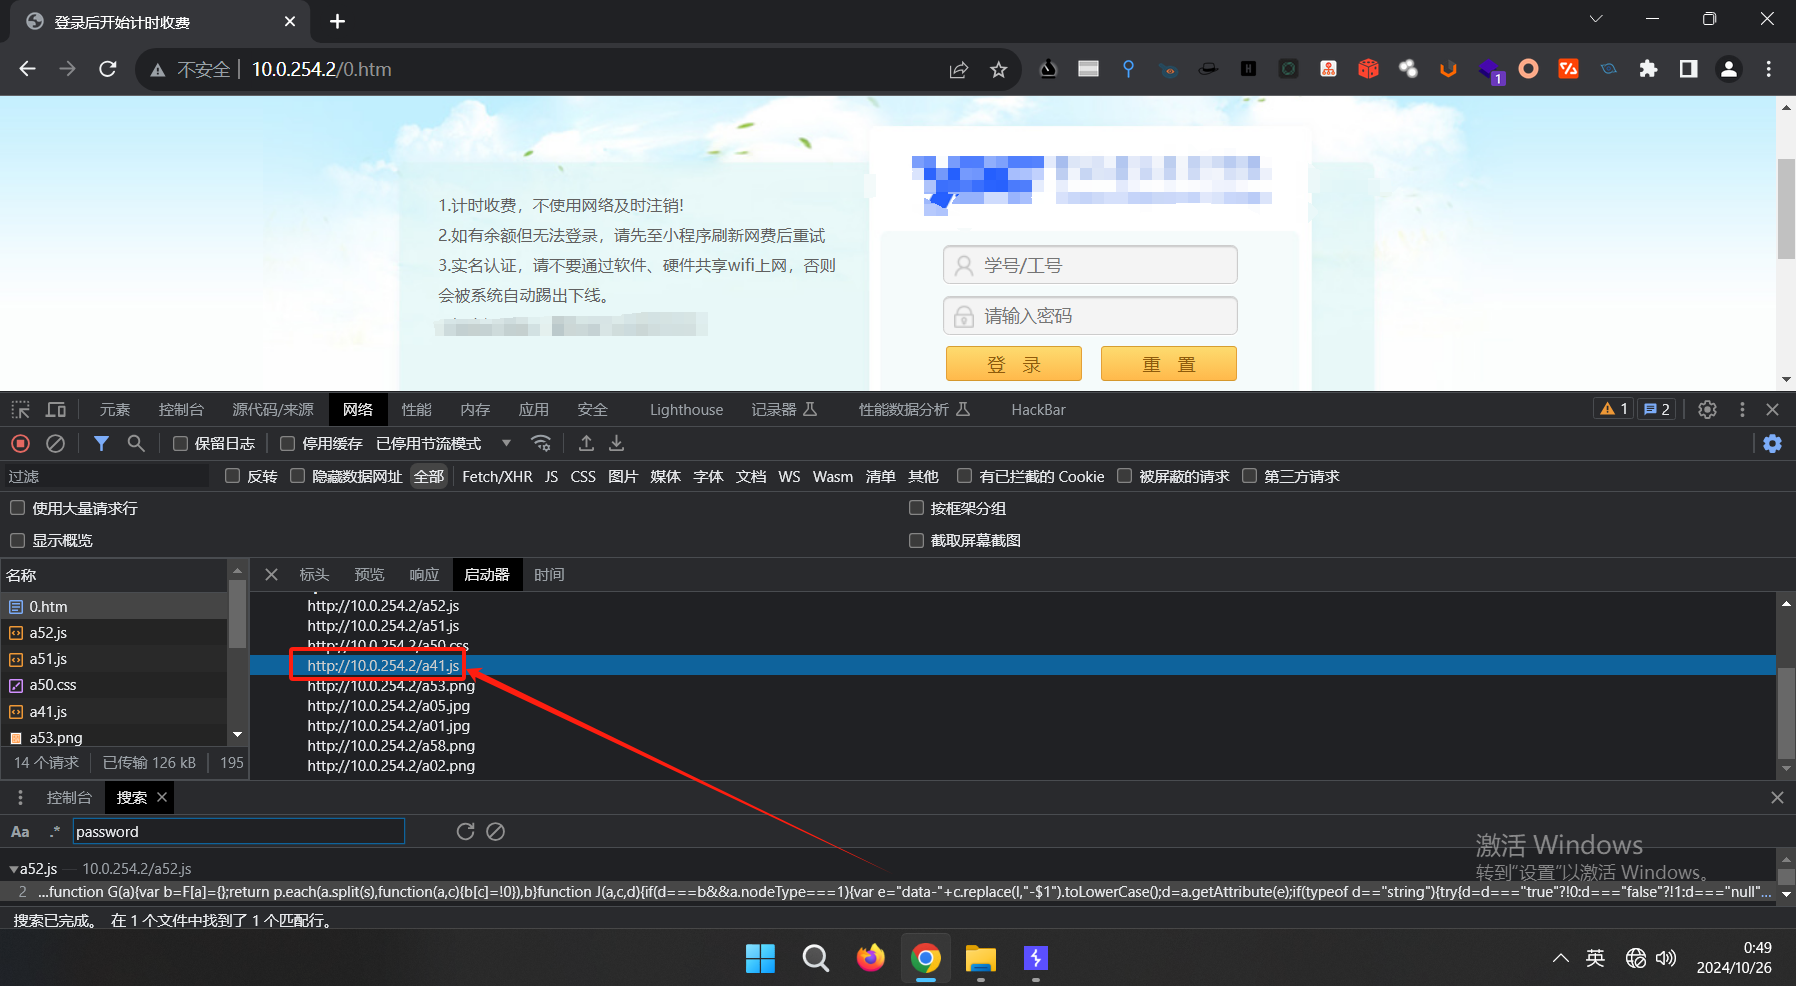 登录后开始计时收费
不安全 10.0.254.2/0.htm
1
1.计时收费，不使用网络及时注销!
2.如有余额但无法登录，请先至小程序刷新网费后重试
3.实名认证，请不要通过软件、硬件共享wifi上网，否则
会被系统自动踢出下线。
学号/工号
请输入密码
登 录 重 置
元素 控制台 源代码/来源 网络 性能 内存 应用 安全 Lighthouse 记录器 性能数据分析 HackBar 1 2
保留日志 停用缓存 已停用节流模式
过滤 反转 隐藏数据网址 全部 Fetch/XHR JS CSS 图片 媒体 字体 文档 WS Wasm 清单 其他 有已拦截的 Cookie 被屏蔽的请求 第三方请求
使用大量请求行 按框架分组
显示概览 截取屏幕截图
名称 标头 预览 响应 启动器 时间
0.htm
a52.js
a51.js
a50.css
a41.js
a53.png
http://10.0.254.2/a52.js
http://10.0.254.2/a51.js
http://10.0.254.2/a50.css
http://10.0.254.2/a41.js
http://10.0.254.2/a53.png
http://10.0.254.2/a05.jpg
http://10.0.254.2/a01.jpg
http://10.0.254.2/a58.png
http://10.0.254.2/a02.png
14 个请求 已传输 126 kB 195
控制台 搜索
Aa .* password
a52.js — 10.0.254.2/a52.js
2 …function G(a){var b=F[a]={};return p.each(a.split(s),function(a,c){b[c]=!0}),b}function J(a,c,d){if(d===b&&a.nodeType===1){var e="data-"+c.replace(I,"-$1").toLowerCase();d=a.getAttribute(e);if(typeof d=="string"){try{d=d==="true"?!0:d==="false"?!1:d==="null"…
搜索已完成。 在 1 个文件中找到了 1 个匹配行。
激活 Windows
转到"设置"以激活 Windows。
英
0:49
2024/10/26